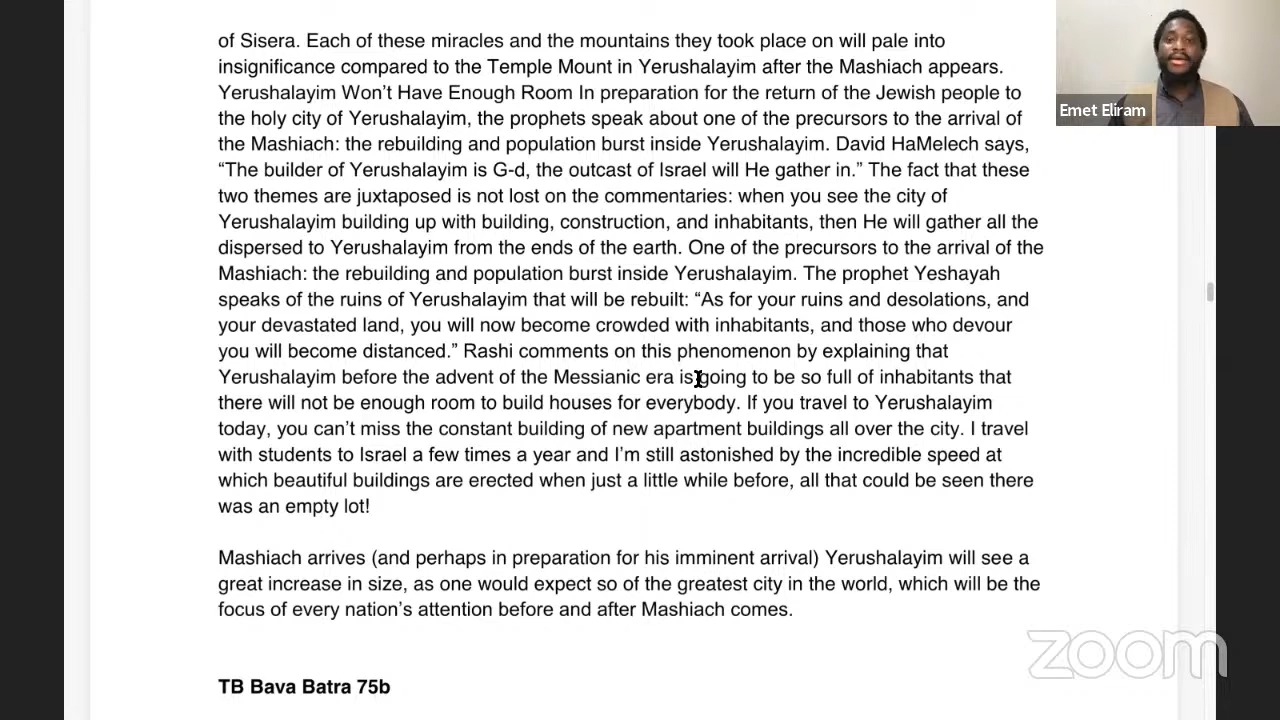 of Sisera. Each of these miracles and the mountains they took place on will pale into
insignificance compared to the Temple Mount in Yerushalayim after the Mashiach appears.
Yerushalayim Won’t Have Enough Room In preparation for the return of the Jewish people to
the holy city of Yerushalayim, the prophets speak about one of the precursors to the arrival of
the Mashiach: the rebuilding and population burst inside Yerushalayim. David HaMelech says,
“The builder of Yerushalayim is G-d, the outcast of Israel will He gather in.” The fact that these
two themes are juxtaposed is not lost on the commentaries: when you see the city of
Yerushalayim building up with building, construction, and inhabitants, then He will gather all the
dispersed to Yerushalayim from the ends of the earth. One of the precursors to the arrival of the
Mashiach: the rebuilding and population burst inside Yerushalayim. The prophet Yeshayah
speaks of the ruins of Yerushalayim that will be rebuilt: “As for your ruins and desolations, and
your devastated land, you will now become crowded with inhabitants, and those who devour
you will become distanced.” Rashi comments on this phenomenon by explaining that
Yerushalayim before the advent of the Messianic era is going to be so full of inhabitants that
there will not be enough room to build houses for everybody. If you travel to Yerushalayim
today, you can’t miss the constant building of new apartment buildings all over the city. I travel
with students to Israel a few times a year and I’m still astonished by the incredible speed at
which beautiful buildings are erected when just a little while before, all that could be seen there
was an empty lot!
Mashiach arrives (and perhaps in preparation for his imminent arrival) Yerushalayim will see a
great increase in size, as one would expect so of the greatest city in the world, which will be the
focus of every nation’s attention before and after Mashiach comes.
TB Bava Batra 75b
Emet Eliram
zoom